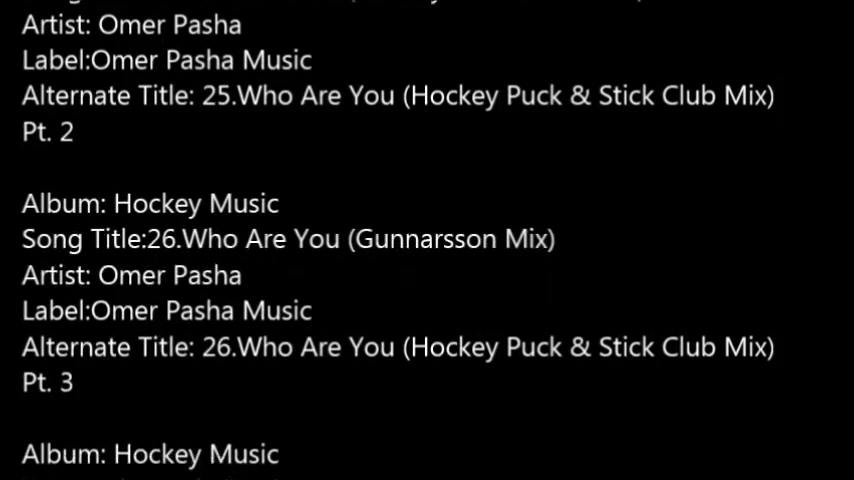 Artist: Omer Pasha
Label:Omer Pasha Music
Alternate Title: 25.Who Are You (Hockey Puck & Stick Club Mix)
Pt. 2
Album: Hockey Music
Song Title:26.Who Are You (Gunnarsson Mix)
Artist: Omer Pasha
Label:Omer Pasha Music
Alternate Title: 26.Who Are You (Hockey Puck & Stick Club Mix)
Pt. 3
Album: Hockey Music